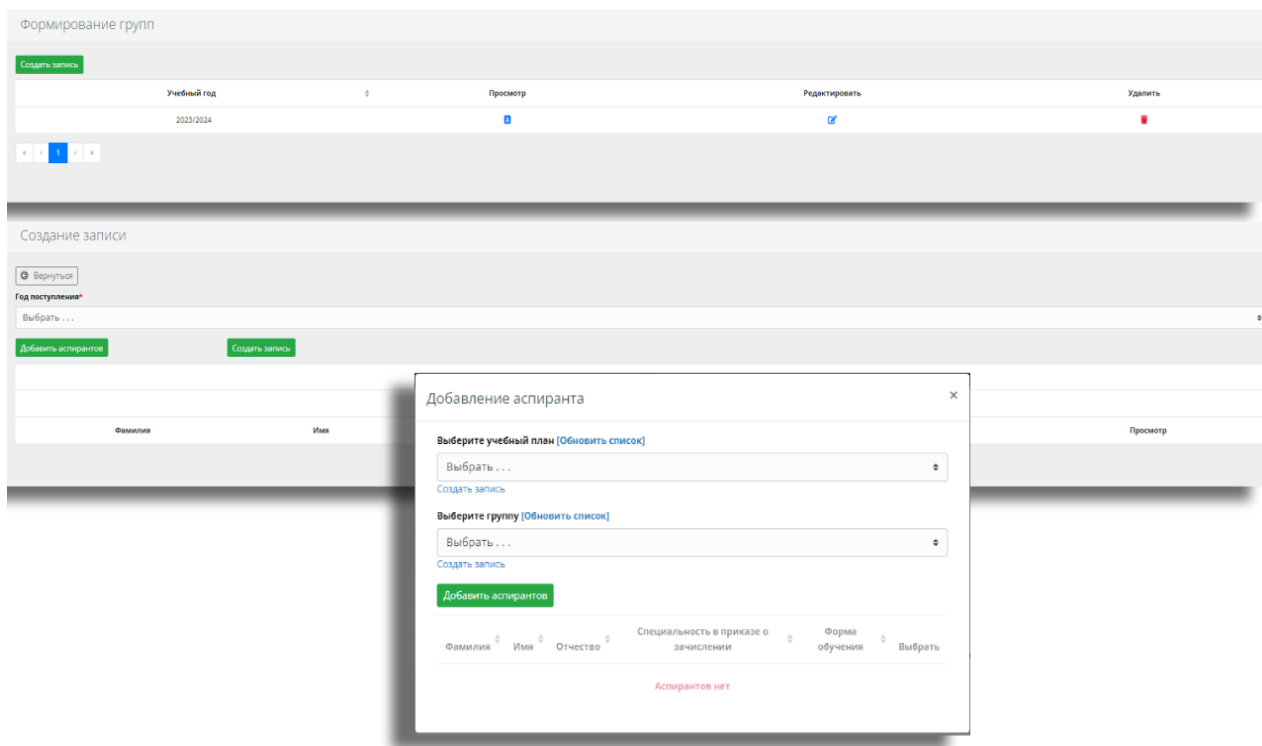 Формирование групп
Создать запись
Учебный год Просмотр Редактировать Удалить
2023/2024
« ‹ 1 › »
Создание записи
Вернуться
Год поступления*
Выбрать . . .
Добавить аспирантов Создать запись
Фамилия Имя Просмотр
Добавление аспиранта ×
Выберите учебный план [Обновить список]
Выбрать . . .
Создать запись
Выберите группу [Обновить список]
Выбрать . . .
Создать запись
Добавить аспирантов
Фамилия Имя Отчество Специальность в приказе о зачислении Форма обучения Выбрать
Аспирантов нет